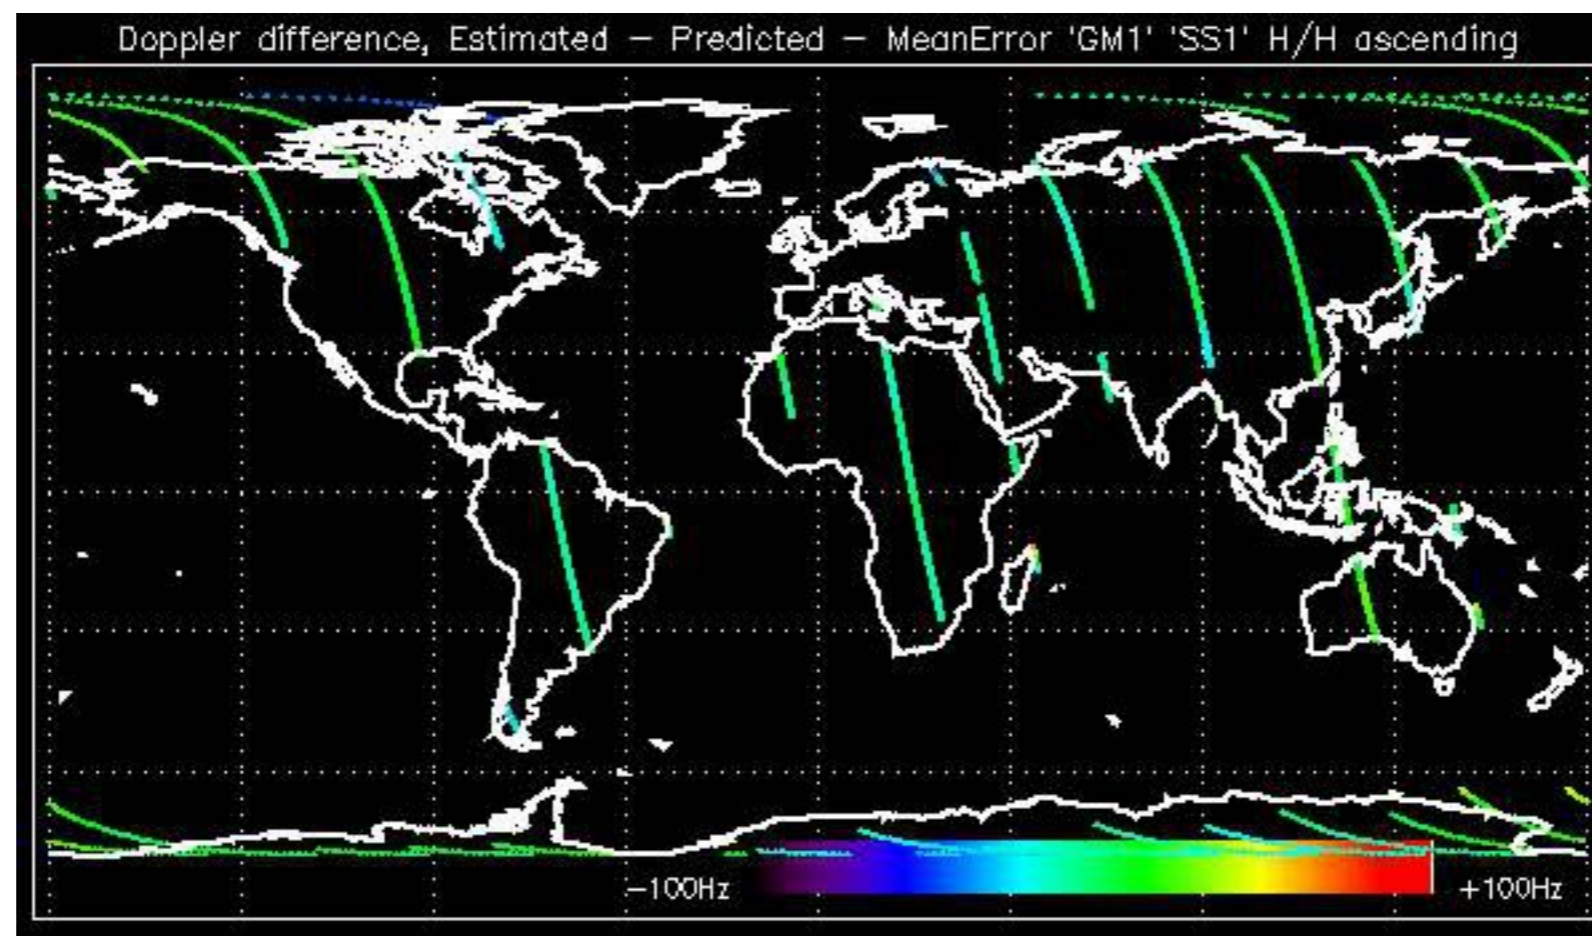 Doppler difference, Estimated — Predicted — MeanError 'GM1' 'SS1' H/H ascending
−100Hz
+100Hz